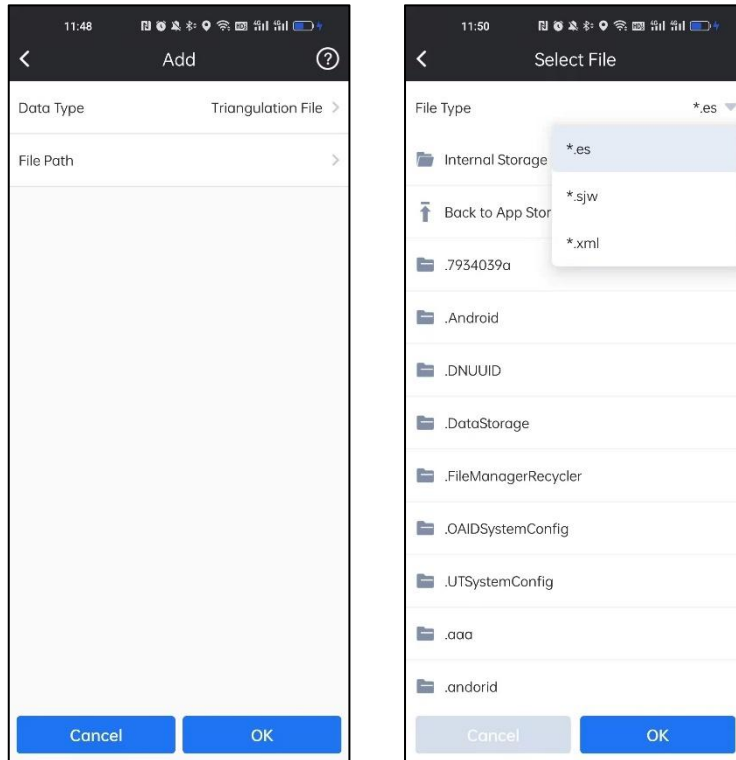 11:48
Add
Data Type
Triangulation File
File Path
Cancel
OK
11:50
Select File
File Type
*.es
*.es
*.sjw
*.xml
Internal Storage
Back to App Stor
.7934039a
.Android
.DNUUID
.DataStorage
.FileManagerRecycler
.OAIDSystemConfig
.UTSystemConfig
.aaa
.andorid
Cancel
OK